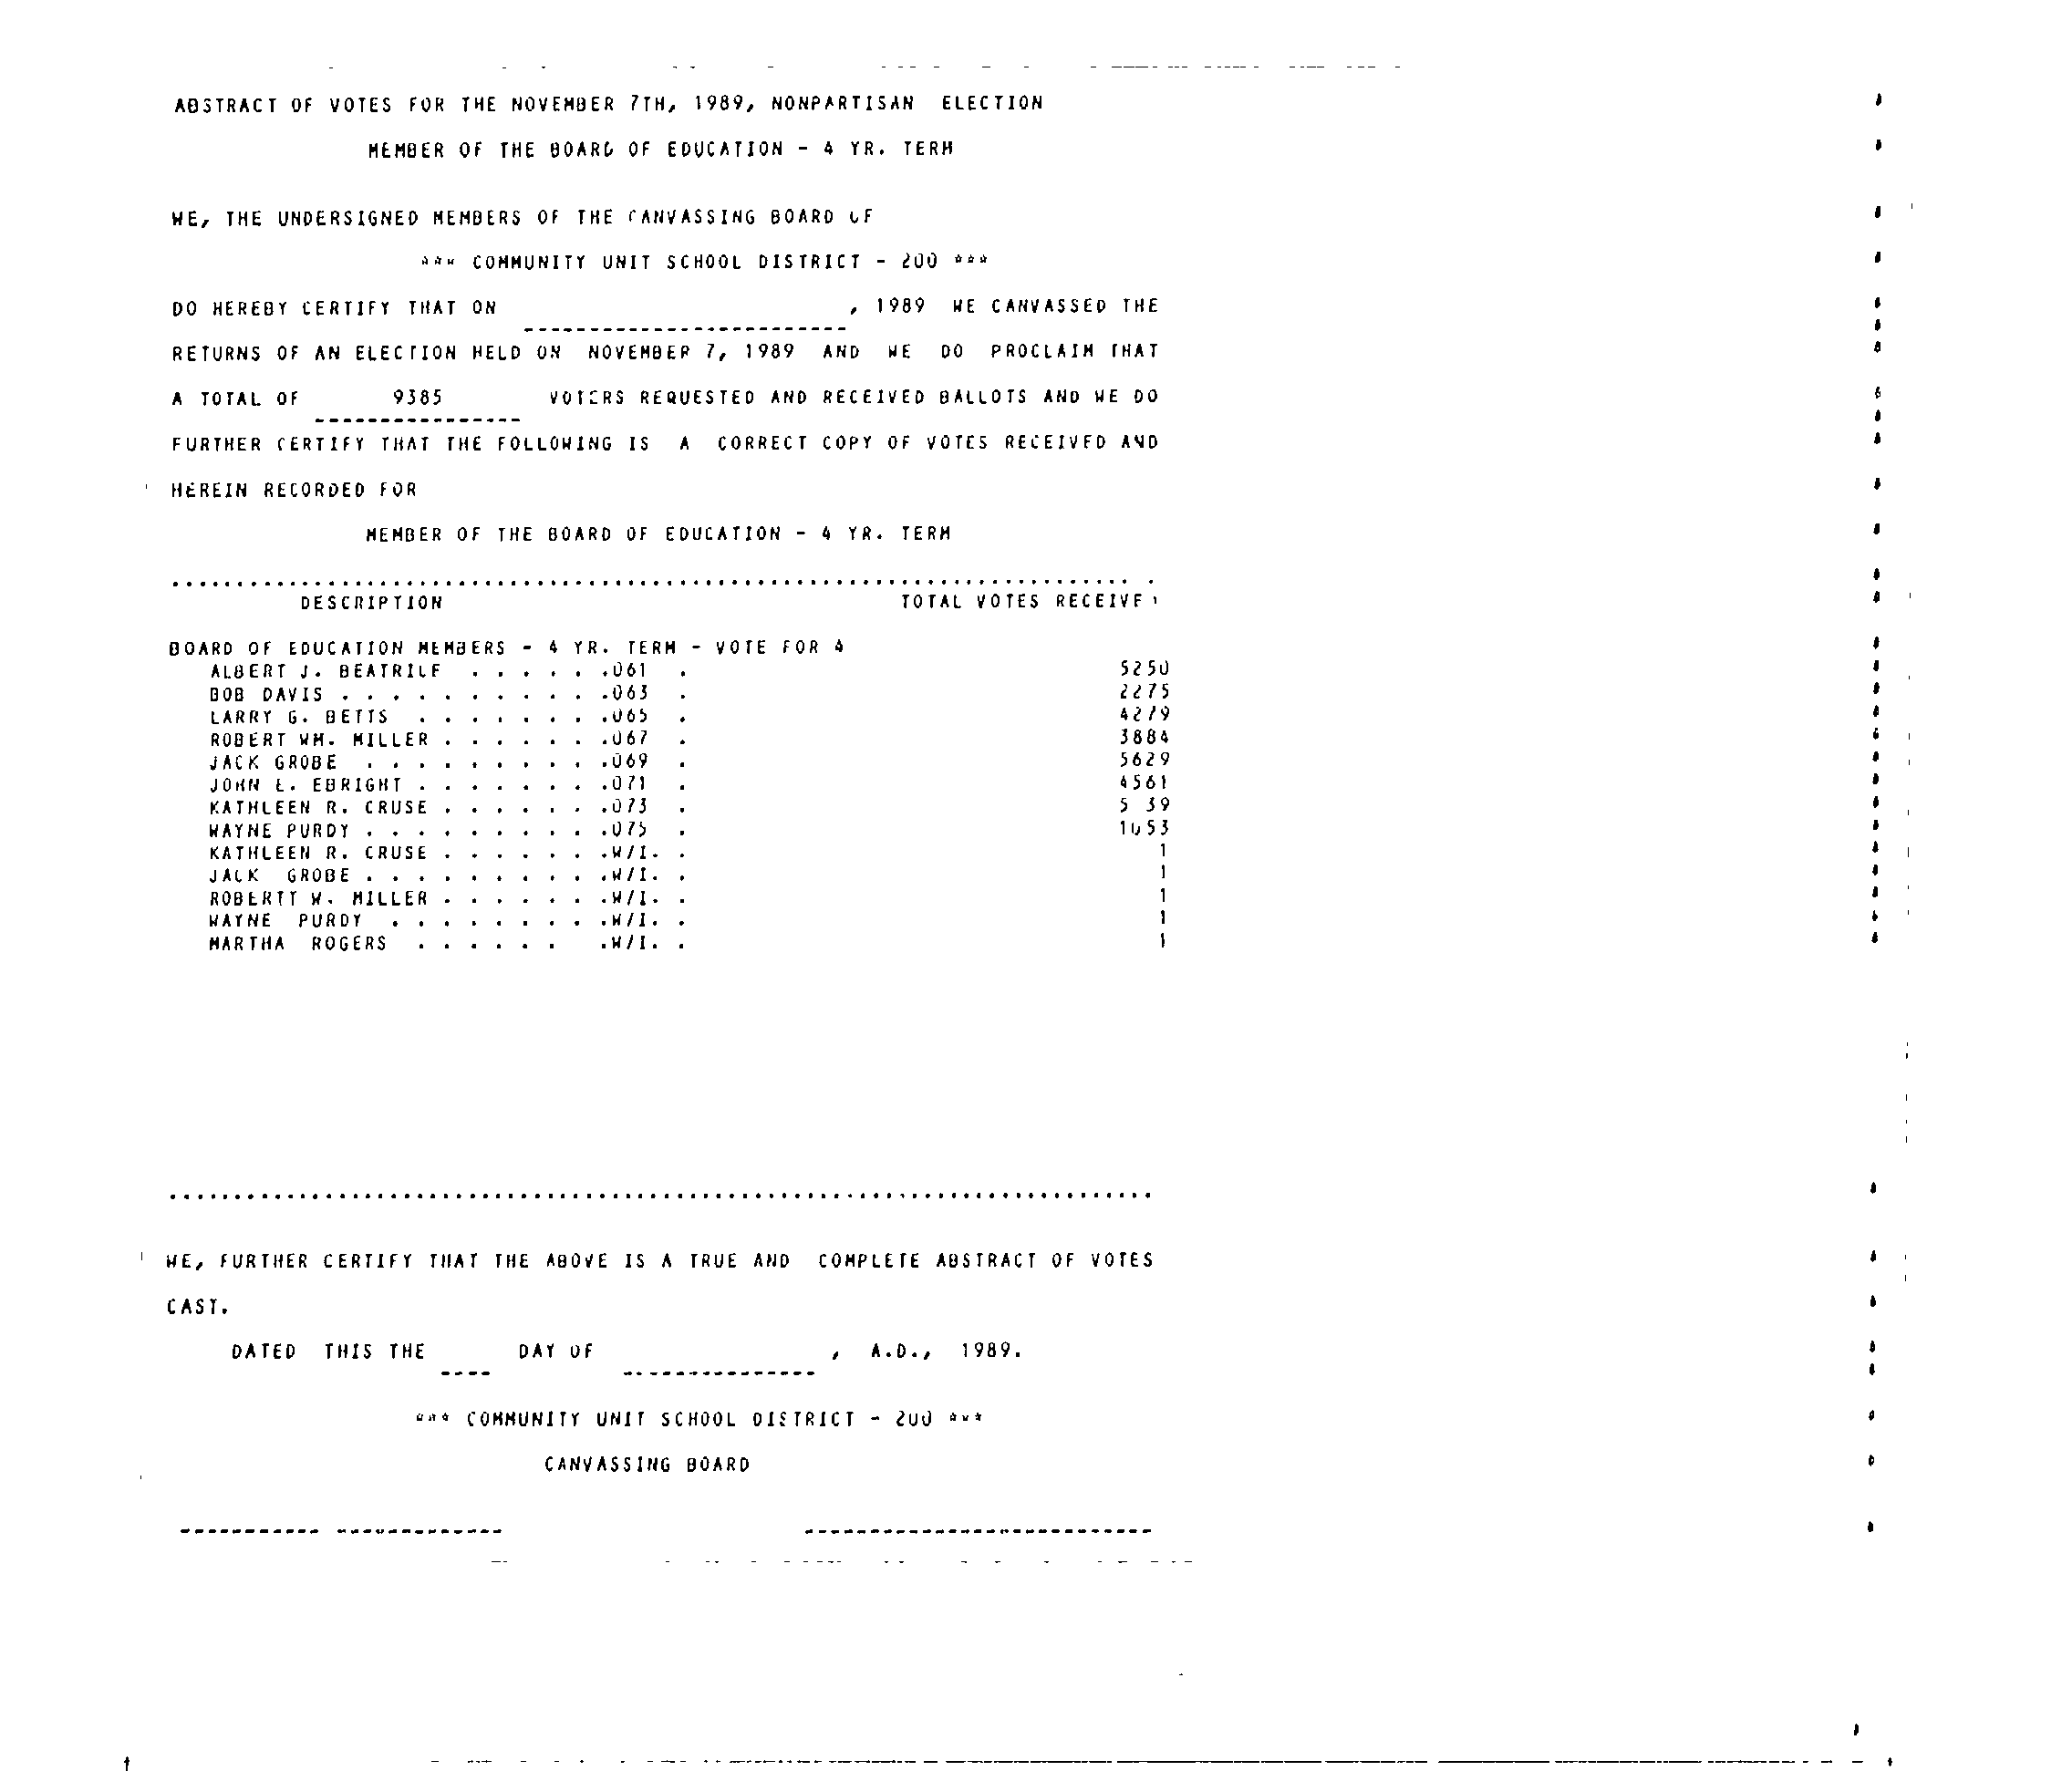 ABSTRACT OF VOTES FOR THE NOVEMBER 7TH, 1989, NONPARTISAN ELECTION
MEMBER OF THE BOARD OF EDUCATION - 4 YR. TERM
WE, THE UNDERSIGNED MEMBERS OF THE CANVASSING BOARD OF
*** COMMUNITY UNIT SCHOOL DISTRICT - 200 ***
DO HEREBY CERTIFY THAT ON , 1989 WE CANVASSED THE
RETURNS OF AN ELECTION HELD ON NOVEMBER 7, 1989 AND WE DO PROCLAIM THAT
A TOTAL OF 9385 VOTERS REQUESTED AND RECEIVED BALLOTS AND WE DO
FURTHER CERTIFY THAT THE FOLLOWING IS A CORRECT COPY OF VOTES RECEIVED AND
HEREIN RECORDED FOR
MEMBER OF THE BOARD OF EDUCATION - 4 YR. TERM
DESCRIPTION TOTAL VOTES RECEIVE
BOARD OF EDUCATION MEMBERS - 4 YR. TERM - VOTE FOR 4
ALBERT J. . . . . . .061 . 5250
BOB DAVIS . . . . . . . . . . .063 . 2275
LARRY G. BETTS . . . . . . . .065 . 4279
ROBERT WM. MILLER . . . . . . .067 . 3884
JACK GROBE . . . . . . . . . .069 . 5629
JOHN E. EBRIGHT . . . . . . . .071 . 4561
KATHLEEN R. CRUSE . . . . . . .073 . 5 39
WAYNE PURDY . . . . . . . . . .075 . 1053
KATHLEEN R. CRUSE . . . . . . .W/I. . 1
JACK GROBE . . . . . . . . . .W/I. . 1
ROBERTT W. MILLER . . . . . . .W/I. . 1
WAYNE PURDY . . . . . . . . .W/I. . 1
MARTHA ROGERS . . . . . . .W/I. . 1
WE, FURTHER CERTIFY THAT THE ABOVE IS A TRUE AND COMPLETE ABSTRACT OF VOTES
CAST.
DATED THIS THE DAY OF , A.D., 1989.
*** COMMUNITY UNIT SCHOOL DISTRICT - 200 ***
CANVASSING BOARD